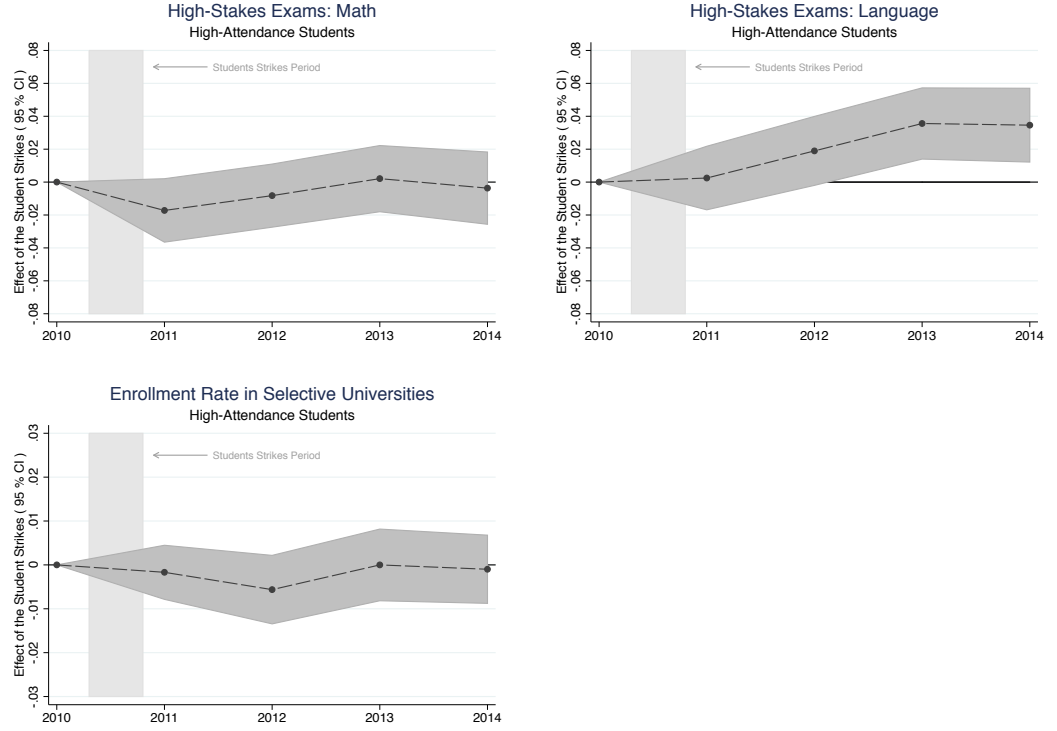 High-Stakes Exams: Math
High-Attendance Students
Effect of the Student Strikes ( 95 % CI )
.08
.06
.04
.02
0
-.02
-.04
-.06
-.08
Students Strikes Period
2010 2011 2012 2013 2014
High-Stakes Exams: Language
High-Attendance Students
Effect of the Student Strikes ( 95 % CI )
.08
.06
.04
.02
0
-.02
-.04
-.06
-.08
Students Strikes Period
2010 2011 2012 2013 2014
Enrollment Rate in Selective Universities
High-Attendance Students
Effect of the Student Strikes ( 95 % CI )
.03
.02
.01
0
-.01
-.02
-.03
Students Strikes Period
2010 2011 2012 2013 2014